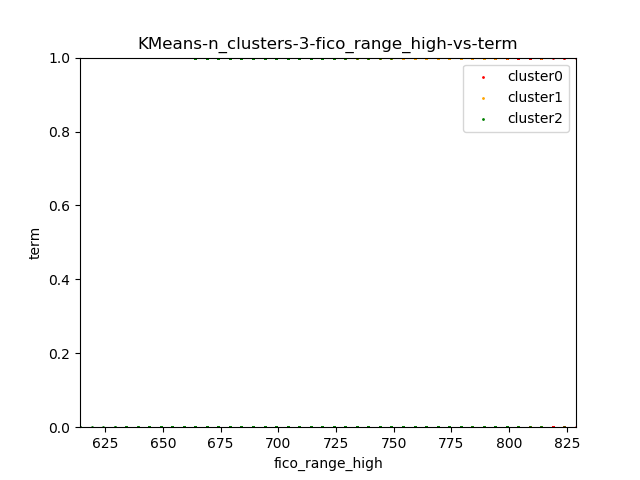 KMeans-n_clusters-3-fico_range_high-vs-term
1.0
0.8
0.6
0.4
0.2
0.0
term
cluster0
cluster1
cluster2
625 650 675 700 725 750 775 800 825
fico_range_high